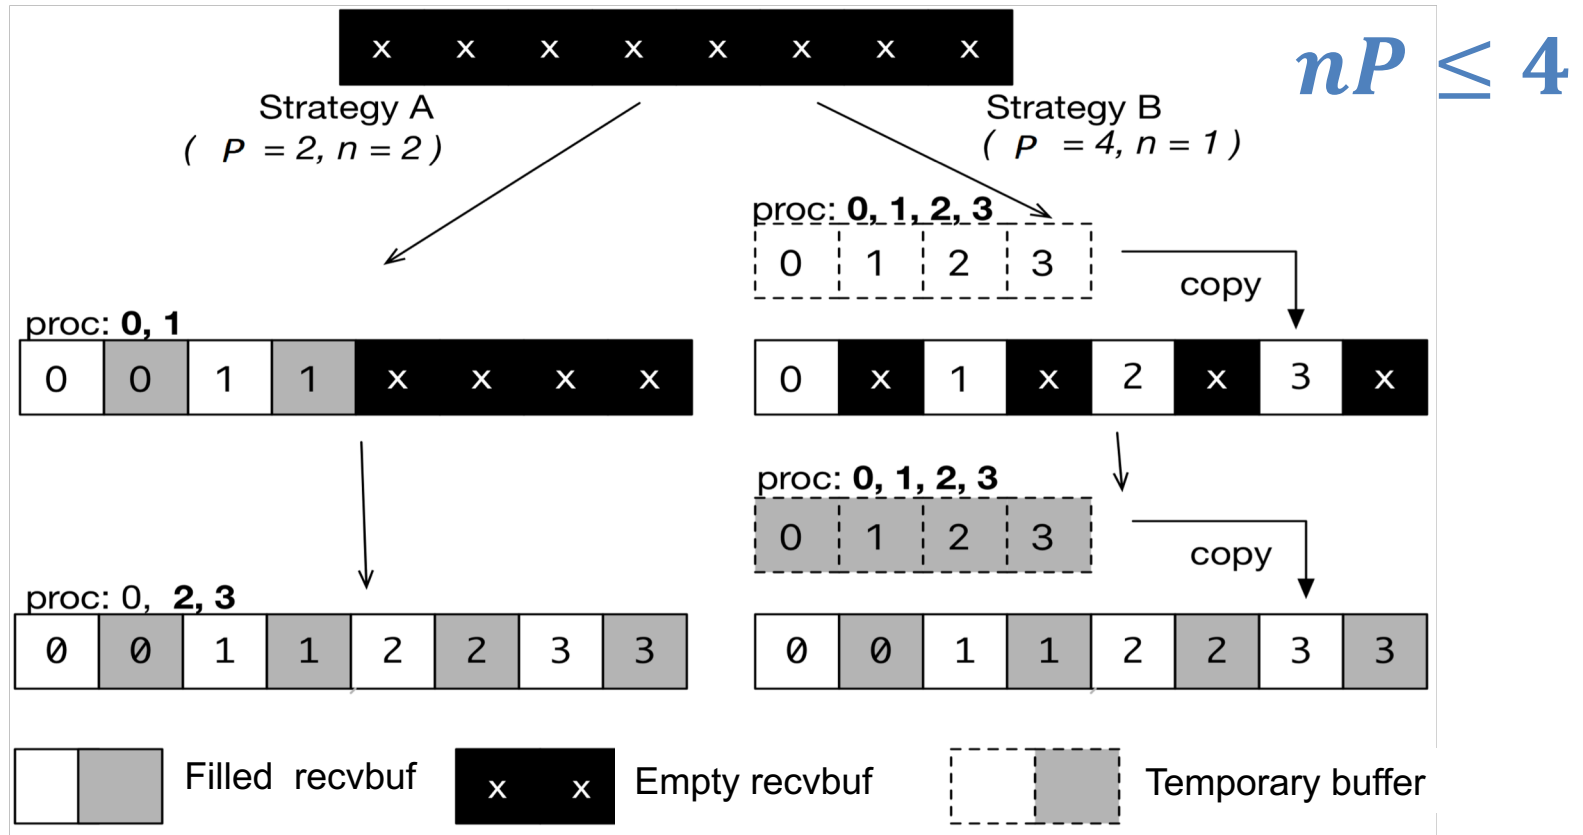 x x x x x x x x
nP ≤ 4
Strategy A
( P = 2, n = 2 )
Strategy B
( P = 4, n = 1 )
proc: 0, 1, 2, 3
0 1 2 3
copy
proc: 0, 1
0 0 1 1 x x x x
0 x 1 x 2 x 3 x
proc: 0, 1, 2, 3
0 1 2 3
copy
proc: 0, 2, 3
0 0 1 1 2 2 3 3
0 0 1 1 2 2 3 3
Filled recvbuf
x x
Empty recvbuf
Temporary buffer